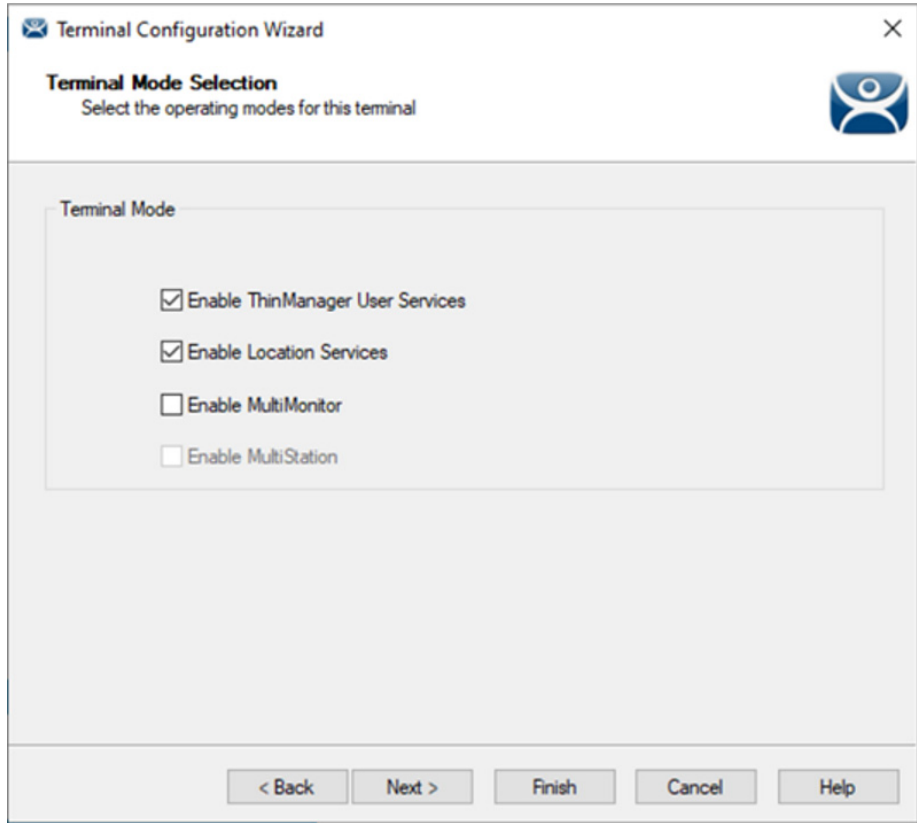 Terminal Configuration Wizard
Terminal Mode Selection
Select the operating modes for this terminal
Terminal Mode
Enable ThinManager User Services
Enable Location Services
Enable MultiMonitor
Enable MultiStation
< Back Next > Finish Cancel Help